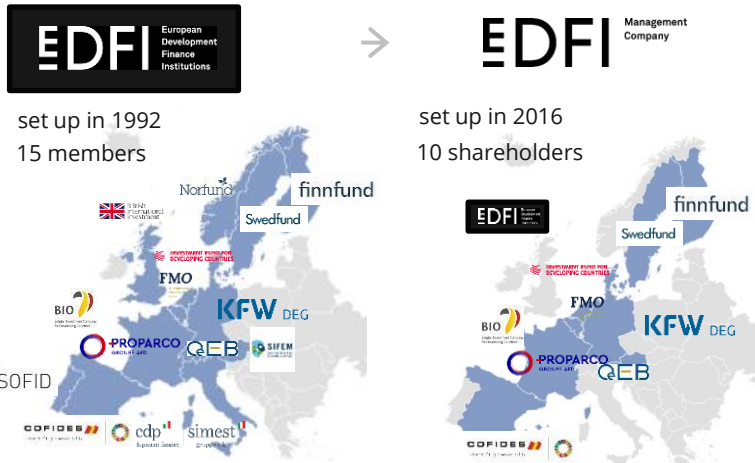 EDFI European
Development
Finance
Institutions
EDFI Management
Company
set up in 1992
15 members
set up in 2016
10 shareholders
Norfund
finnfund
British
International
Investment
Swedfund
INVESTMENT FUND FOR
DEVELOPING COUNTRIES
FMO
BIO
KFW DEG
PROPARCO
GROUPE AFD
OeEB
SIFEM
SOFID
COFIDES
cdp
simest
EDFI
finnfund
Swedfund
INVESTMENT FUND FOR
DEVELOPING COUNTRIES
FMO
BIO
KFW DEG
PROPARCO
GROUPE AFD
OeEB
COFIDES